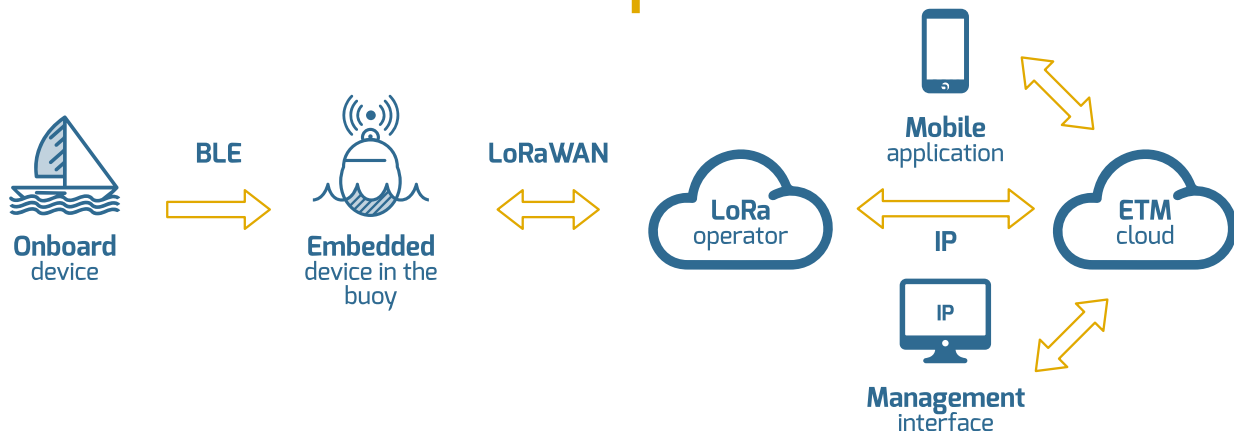 BLE
LoRaWAN
Onboard
device
Embedded
device in the
buoy
LoRa
operator
Mobile
application
IP
ETM
cloud
IP
Management
interface